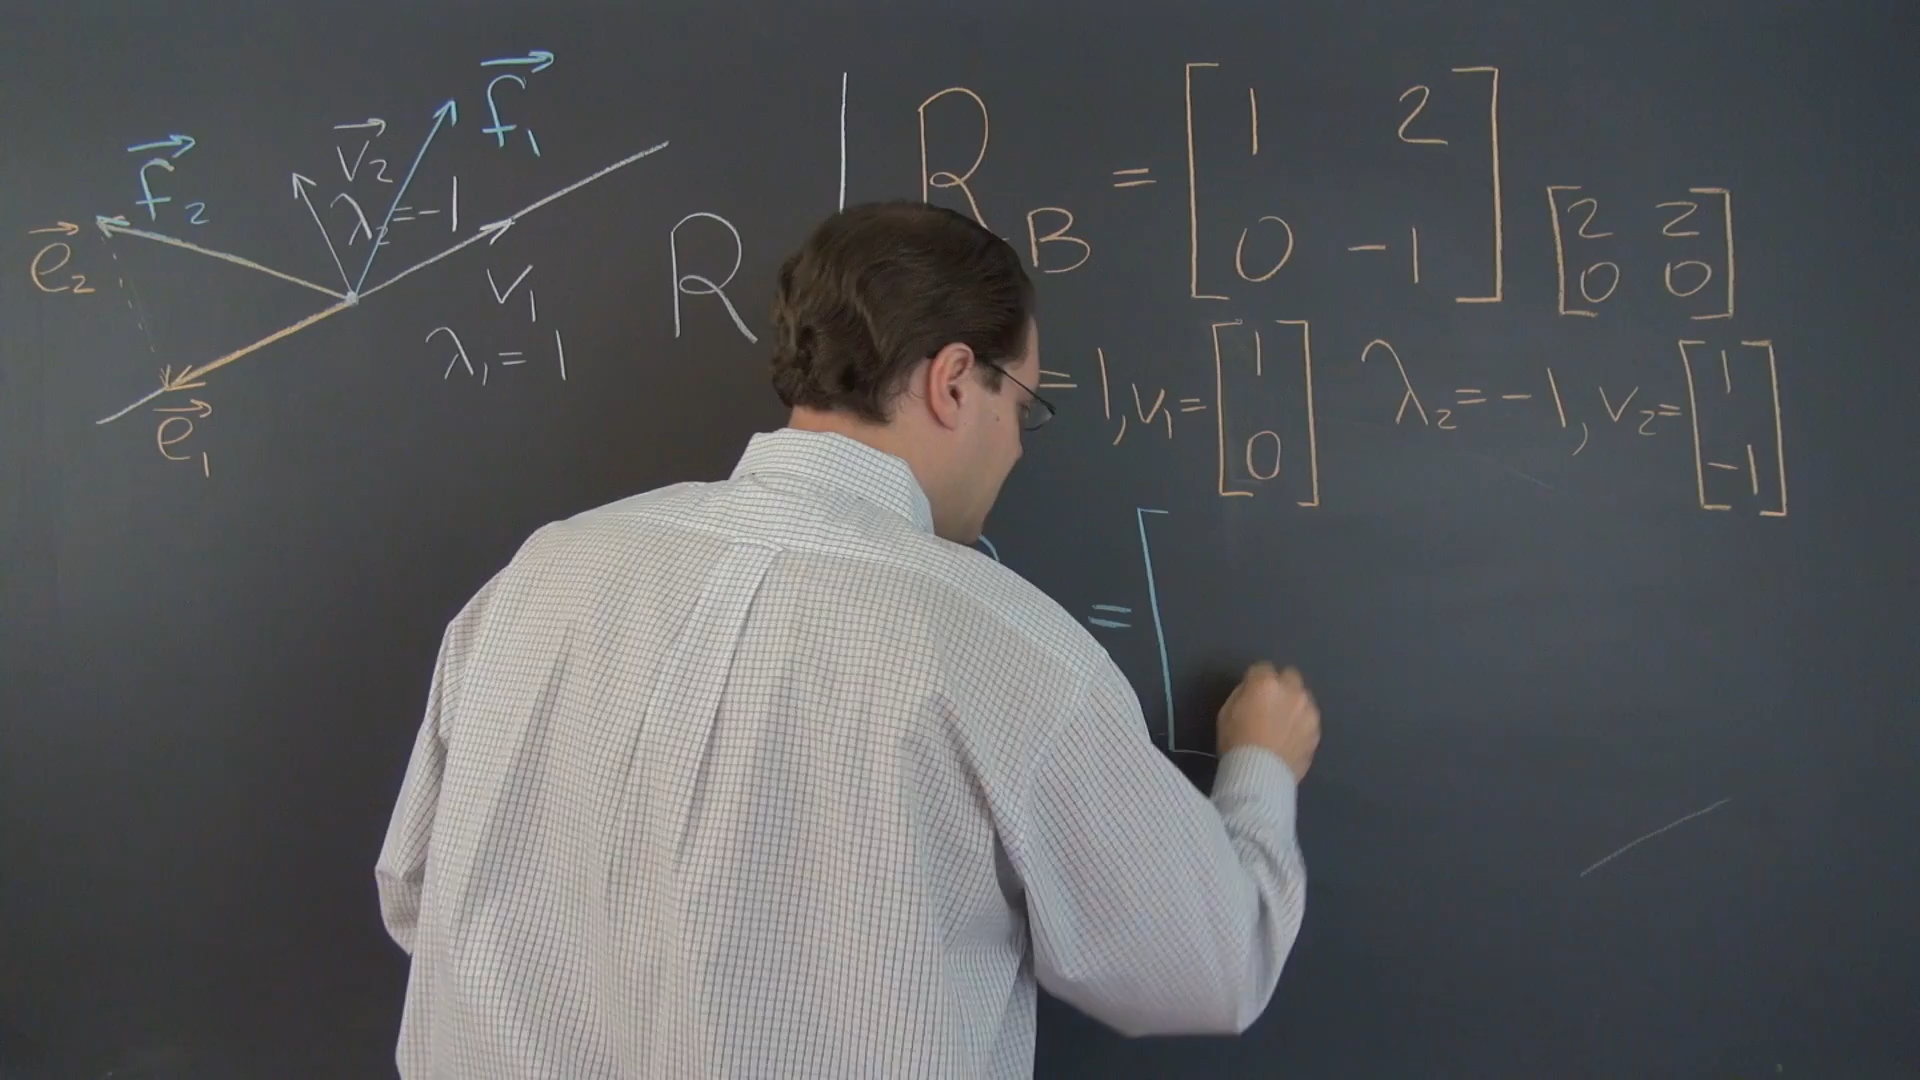 f₁
v₂
f₂
λ₂=-1
e₂
v₁
λ₁=1
e₁
R
R_B = [1 2; 0 -1]
[2 2; 0 0]
= 1, v₁ = [1; 0] λ₂ = -1, v₂ = [1; -1]
= [